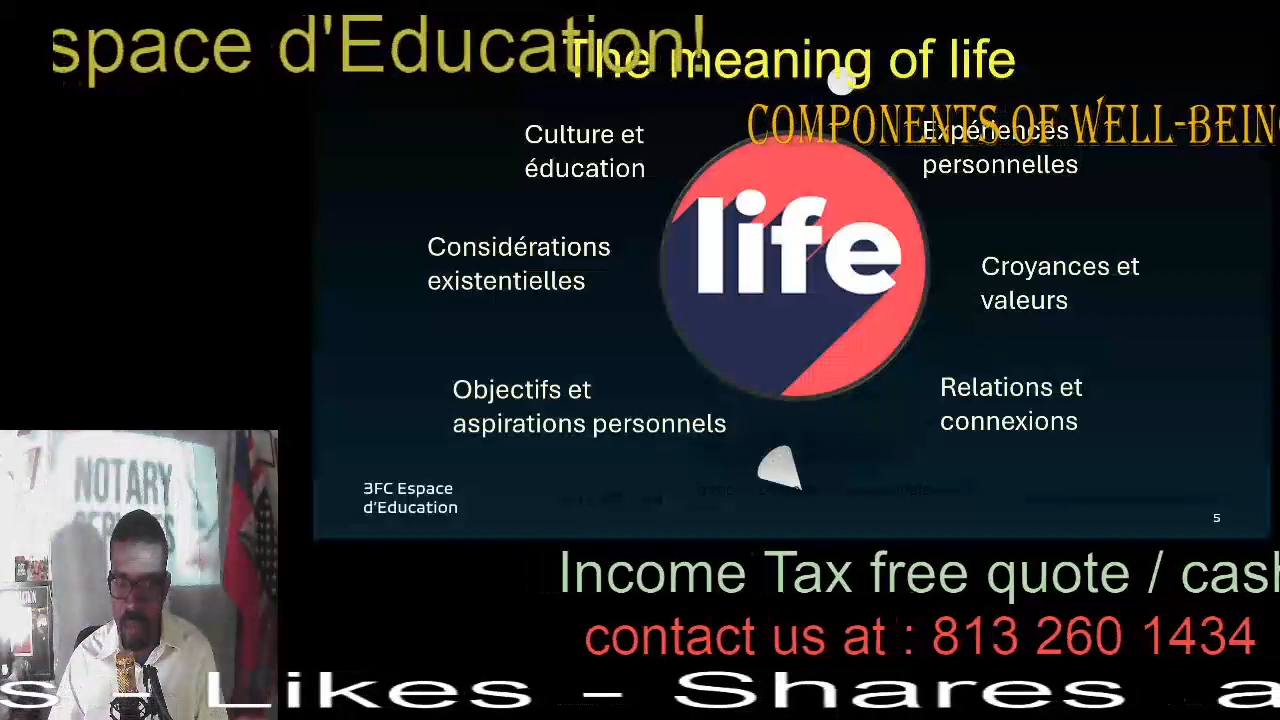 space d'Education!
The meaning of life
COMPONENTS OF WELL-BEIN
Culture et
éducation
Expériences
personnelles
life
Considérations
existentielles
Croyances et
valeurs
Objectifs et
aspirations personnels
Relations et
connexions
3FC Espace
d'Education
5
NOTARY
SERVICES
Income Tax free quote / cash
contact us at : 813 260 1434
s - Likes - Shares a